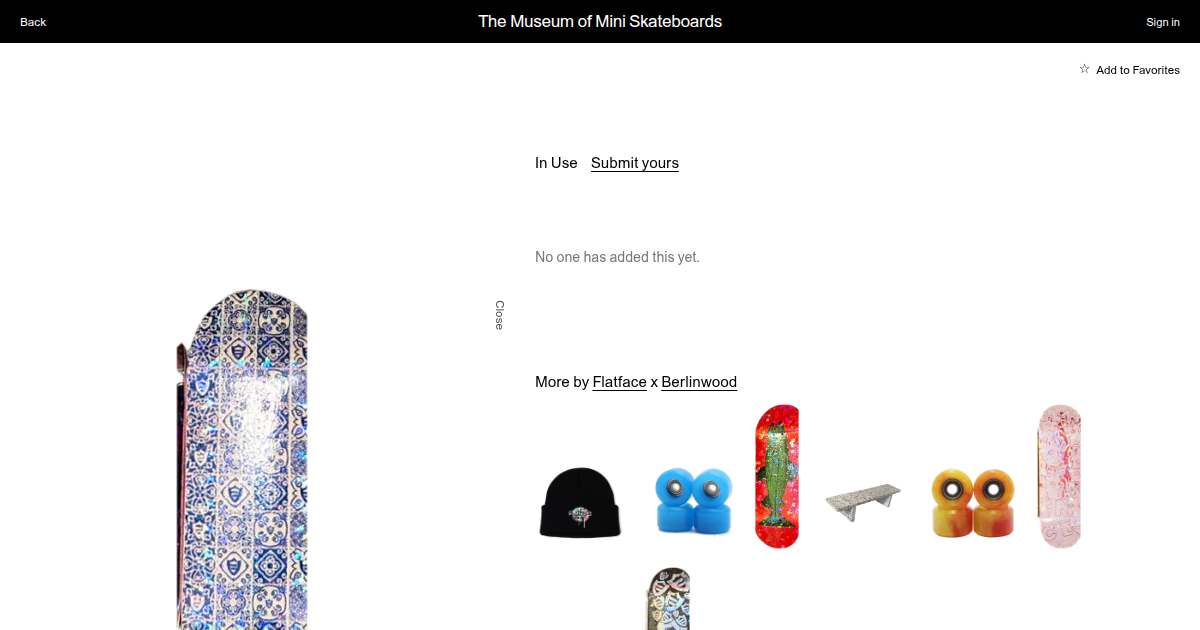 Back
The Museum of Mini Skateboards
Sign in
☆ Add to Favorites
In Use Submit yours
No one has added this yet.
Close
More by Flatface x Berlinwood